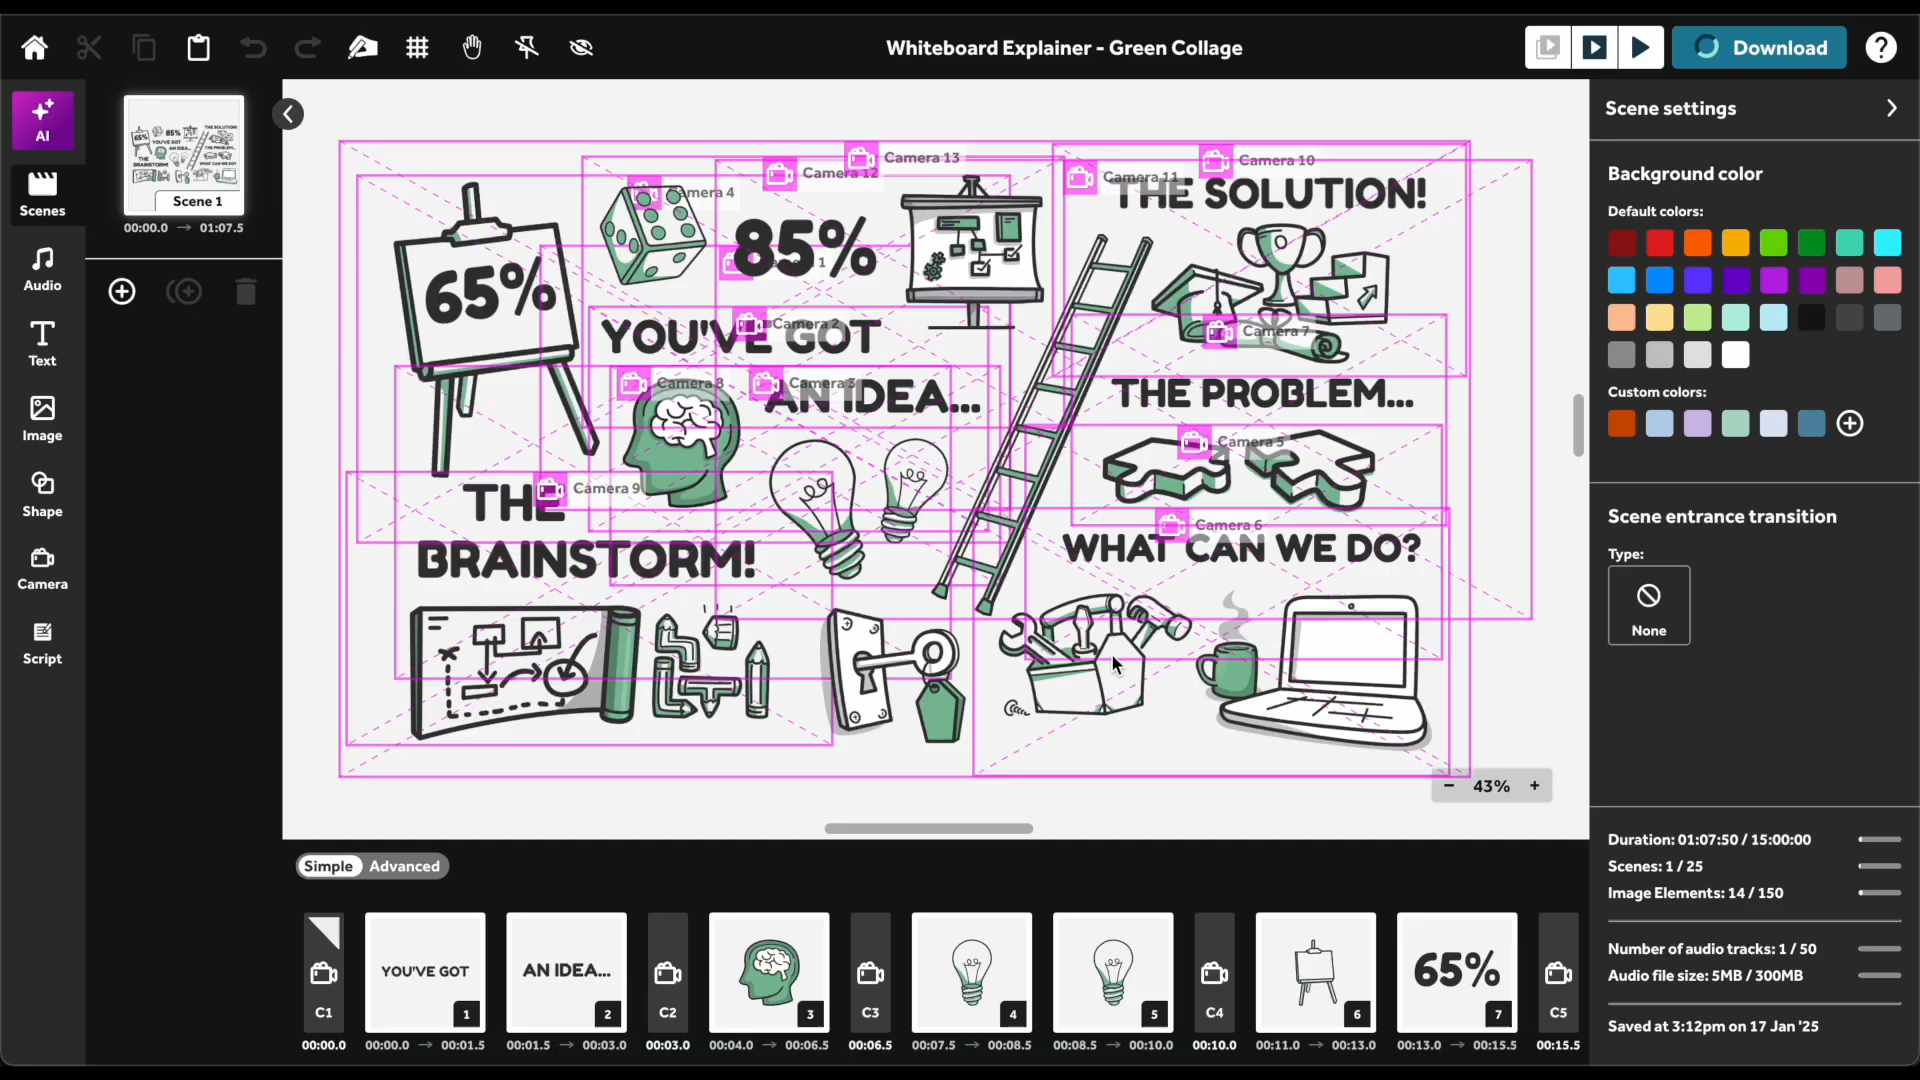 Whiteboard Explainer - Green Collage
Download
?
AI
Scenes
Audio
Text
Image
Shape
Camera
Script
Scene 1
00:00.0 → 01:07.5
Camera 13
Camera 12
Camera 10
Camera 11
THE SOLUTION!
amera 4
65%
85%
1
Camera 2
YOU'VE GOT
Camera 7
Camera 8
Camera 3
AN IDEA...
THE PROBLEM...
Camera 5
Camera 9
THE
BRAINSTORM!
Camera 6
WHAT CAN WE DO?
− 43% +
Scene settings
Background color
Default colors:
Custom colors:
Scene entrance transition
Type:
None
Duration: 01:07:50 / 15:00:00
Scenes: 1 / 25
Image Elements: 14 / 150
Number of audio tracks: 1 / 50
Audio file size: 5MB / 300MB
Saved at 3:12pm on 17 Jan '25
Simple Advanced
C1
YOU'VE GOT
1
AN IDEA...
2
C2
3
C3
4
5
C4
6
65%
7
C5
00:00.0 00:00.0 → 00:01.5 00:01.5 → 00:03.0 00:03.0 00:04.0 → 00:06.5 00:06.5 00:07.5 → 00:08.5 00:08.5 → 00:10.0 00:10.0 00:11.0 → 00:13.0 00:13.0 → 00:15.5 00:15.5